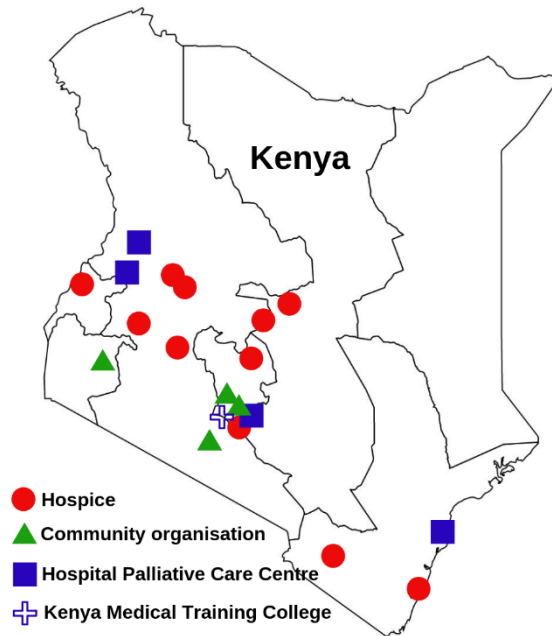 Kenya
Hospice
Community organisation
Hospital Palliative Care Centre
Kenya Medical Training College